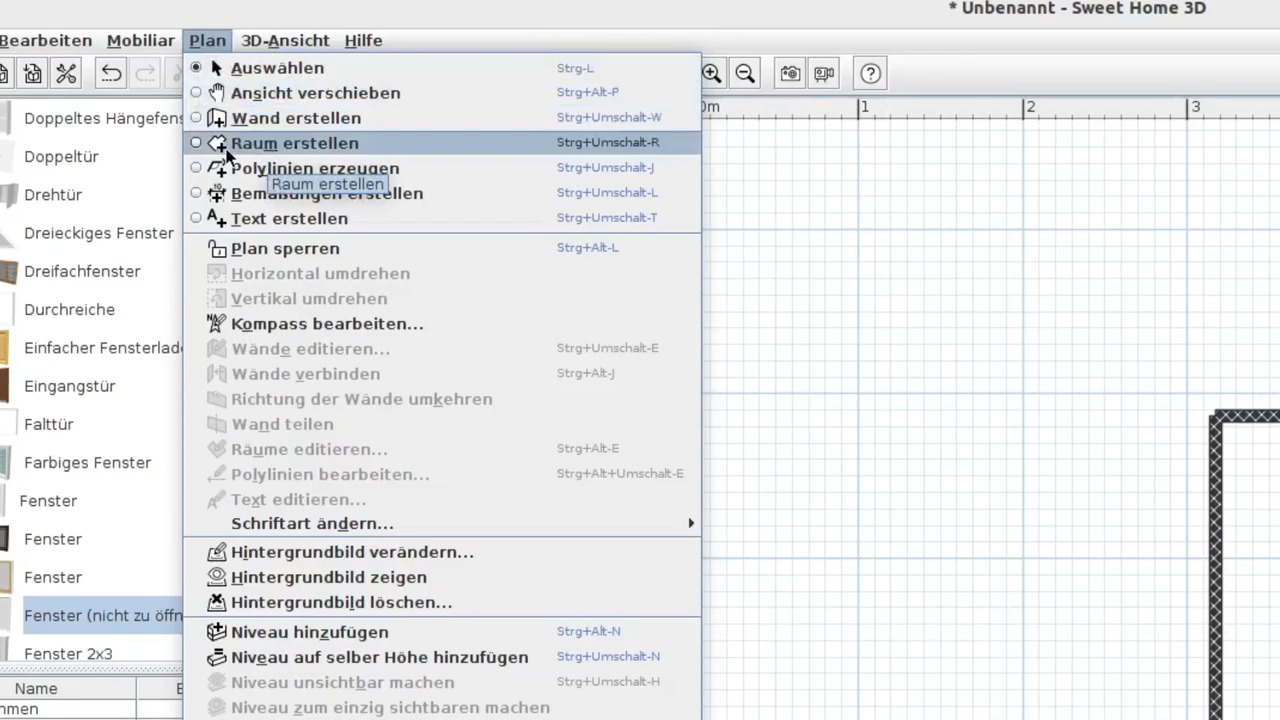 * Unbenannt - Sweet Home 3D
Bearbeiten Mobiliar Plan 3D-Ansicht Hilfe
Auswählen Strg-L
Ansicht verschieben Strg+Alt-P
Wand erstellen Strg+Umschalt-W
Raum erstellen Strg+Umschalt-R
Polylinien erzeugen Strg+Umschalt-J
Raum erstellen
Bemaßungen erstellen Strg+Umschalt-L
Text erstellen Strg+Umschalt-T
Plan sperren Strg+Alt-L
Horizontal umdrehen
Vertikal umdrehen
Kompass bearbeiten...
Wände editieren... Strg+Umschalt-E
Wände verbinden Strg+Alt-J
Richtung der Wände umkehren
Wand teilen
Räume editieren... Strg+Alt-E
Polylinien bearbeiten... Strg+Alt+Umschalt-E
Text editieren...
Schriftart ändern...
Hintergrundbild verändern...
Hintergrundbild zeigen
Hintergrundbild löschen...
Niveau hinzufügen Strg+Alt-N
Niveau auf selber Höhe hinzufügen Strg+Umschalt-N
Niveau unsichtbar machen Strg+Umschalt-H
Niveau zum einzig sichtbaren machen
Doppeltes Hängefens
Doppeltür
Drehtür
Dreieckiges Fenster
Dreifachfenster
Durchreiche
Einfacher Fensterlade
Eingangstür
Falttür
Farbiges Fenster
Fenster
Fenster
Fenster
Fenster (nicht zu öffn
Fenster 2x3
Name
hmen
0m 1 2 3